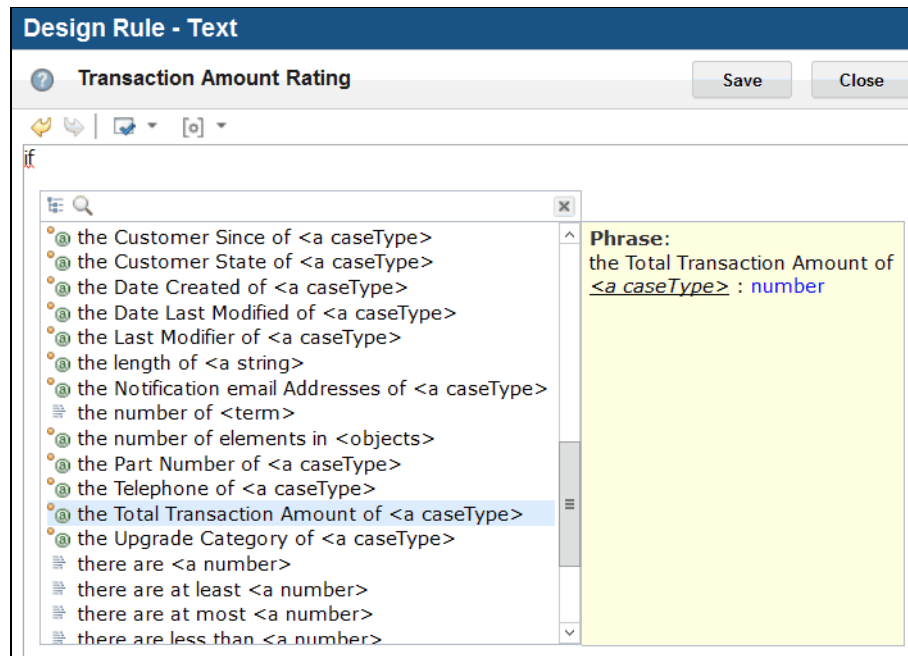 Design Rule - Text
Transaction Amount Rating
Save
Close
if
the Customer Since of <a caseType>
the Customer State of <a caseType>
the Date Created of <a caseType>
the Date Last Modified of <a caseType>
the Last Modifier of <a caseType>
the length of <a string>
the Notification email Addresses of <a caseType>
the number of <term>
the number of elements in <objects>
the Part Number of <a caseType>
the Telephone of <a caseType>
the Total Transaction Amount of <a caseType>
the Upgrade Category of <a caseType>
there are <a number>
there are at least <a number>
there are at most <a number>
there are less than <a number>
Phrase:
the Total Transaction Amount of
<a caseType> : number